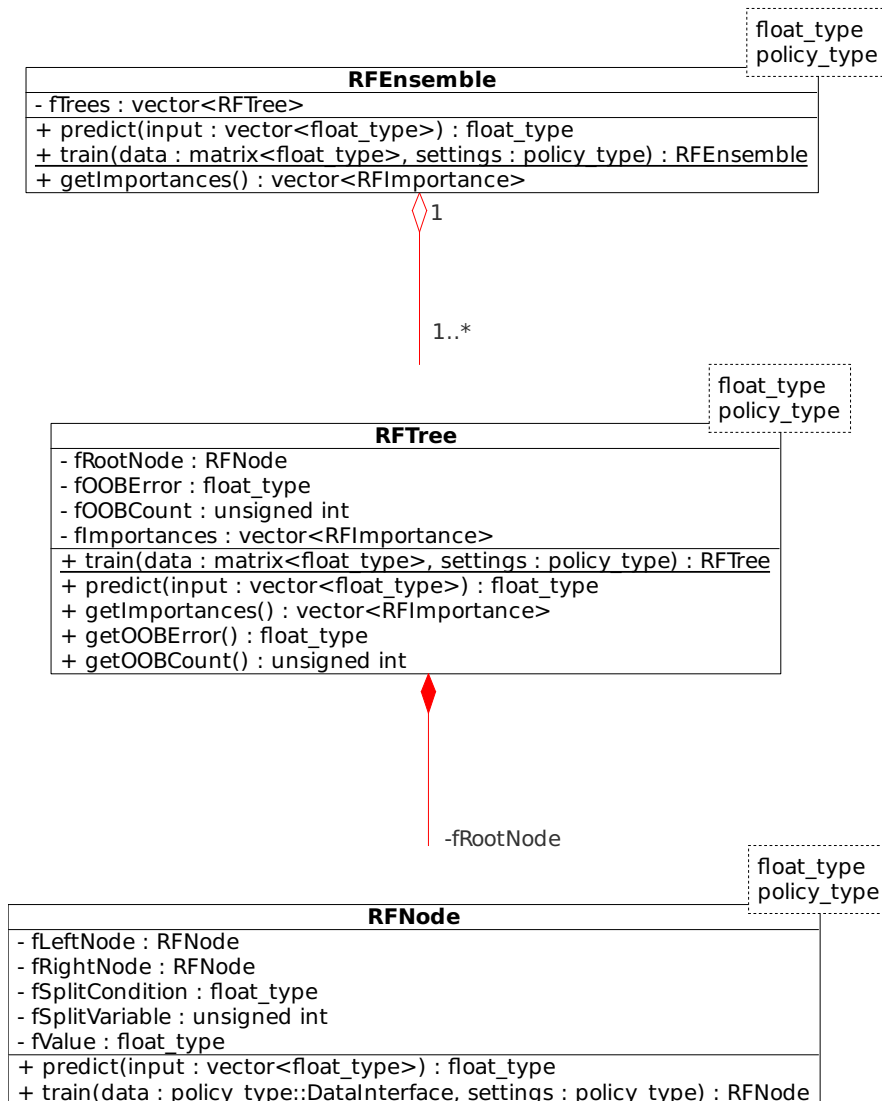 float_type
policy_type
RFEnsemble
- fTrees : vector<RFTree>
+ predict(input : vector<float_type>) : float_type
+ train(data : matrix<float_type>, settings : policy_type) : RFEnsemble
+ getImportances() : vector<RFImportance>
1
1..*
float_type
policy_type
RFTree
- fRootNode : RFNode
- fOOBError : float_type
- fOOBCount : unsigned int
- fImportances : vector<RFImportance>
+ train(data : matrix<float_type>, settings : policy_type) : RFTree
+ predict(input : vector<float_type>) : float_type
+ getImportances() : vector<RFImportance>
+ getOOBError() : float_type
+ getOOBCount() : unsigned int
-fRootNode
float_type
policy_type
RFNode
- fLeftNode : RFNode
- fRightNode : RFNode
- fSplitCondition : float_type
- fSplitVariable : unsigned int
- fValue : float_type
+ predict(input : vector<float_type>) : float_type
+ train(data : policy_type::DataInterface, settings : policy_type) : RFNode